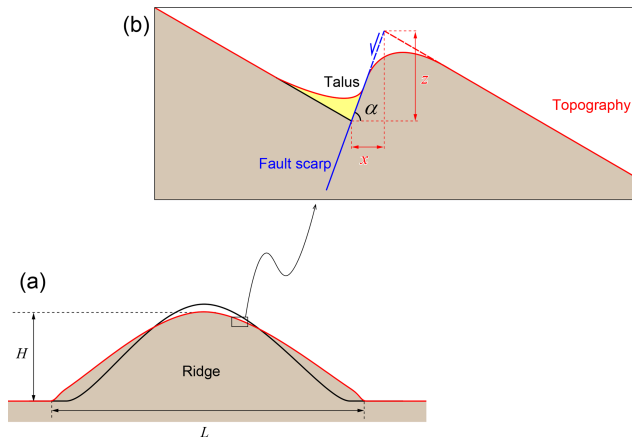 (b)
Talus
α
z
Topography
Fault scarp
x
(a)
H
Ridge
L